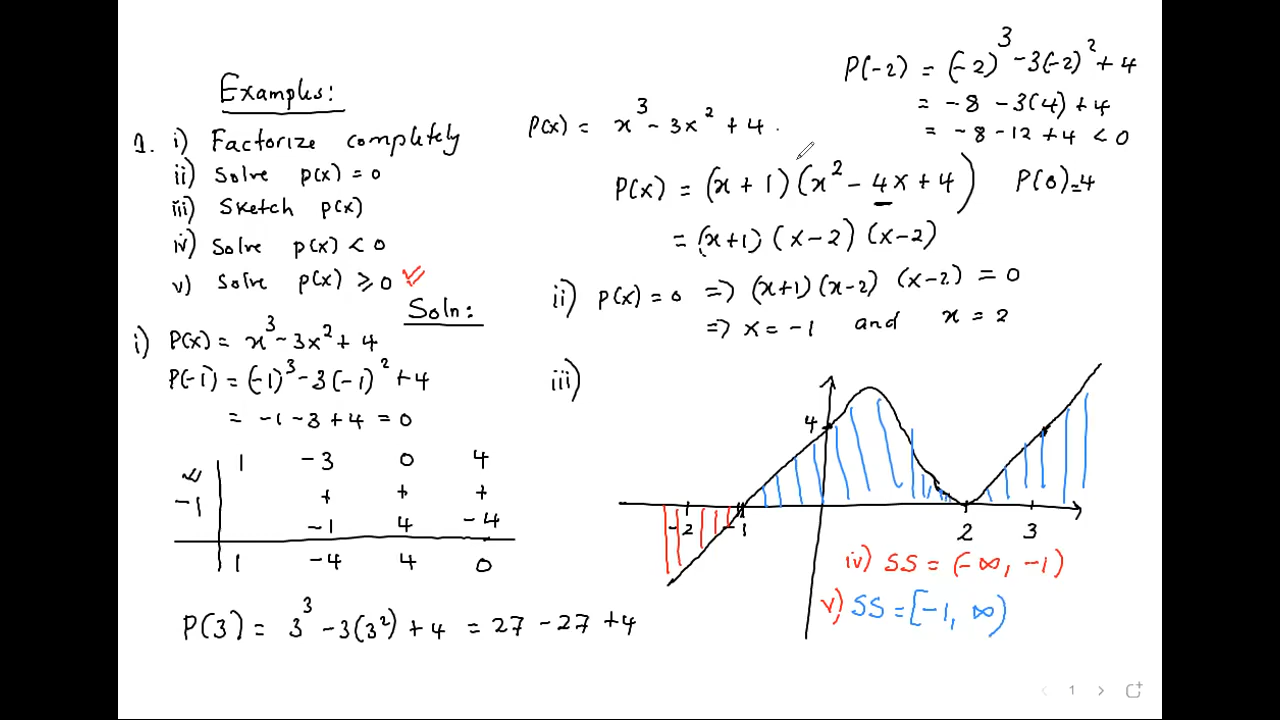 Examples:
1. i) Factorize completely
ii) Solve p(x) = 0
iii) Sketch p(x)
iv) Solve p(x) < 0
v) Solve p(x) ≥ 0
Soln:
i) P(x) = x³ - 3x² + 4
P(-1) = (-1)³ - 3(-1)² + 4
= -1 - 3 + 4 = 0
1 -3 0 4
-1 + + +
-1 4 -4
1 -4 4 0
P(3) = 3³ - 3(3²) + 4 = 27 - 27 + 4
P(x) = x³ - 3x² + 4.
P(x) = (x + 1)(x² - 4x + 4)
= (x+1) (x-2) (x-2)
P(-2) = (-2)³ - 3(-2)² + 4
= -8 - 3(4) + 4
= -8 - 12 + 4 < 0
P(0) = 4
ii) P(x) = 0 => (x+1)(x-2) (x-2) = 0
=> x = -1 and x = 2
iii)
4
-2 -1 2 3
iv) SS = (-∞, -1)
v) SS = [-1, ∞)
1